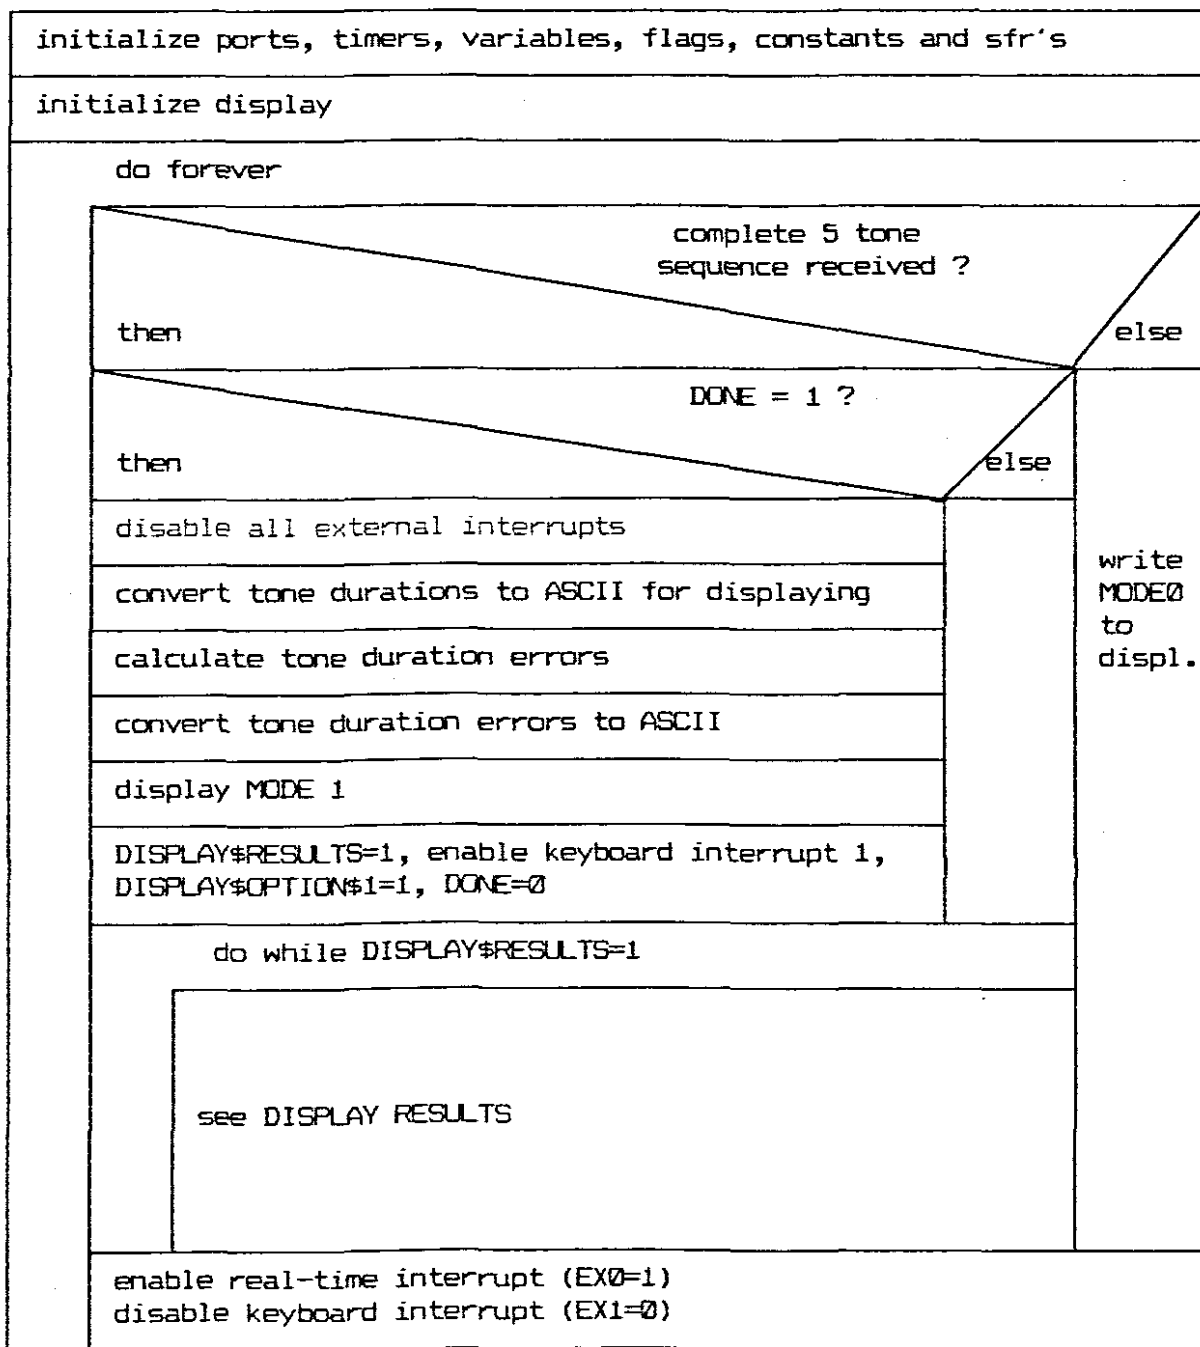 initialize ports, timers, variables, flags, constants and sfr's
initialize display
do forever
complete 5 tone
sequence received ?
then
else
DONE = 1 ?
then
else
disable all external interrupts
convert tone durations to ASCII for displaying
calculate tone duration errors
convert tone duration errors to ASCII
display MODE 1
DISPLAY$RESULTS=1, enable keyboard interrupt 1,
DISPLAY$OPTION$1=1, DONE=0
write
MODE0
to
displ.
do while DISPLAY$RESULTS=1
see DISPLAY RESULTS
enable real-time interrupt (EX0=1)
disable keyboard interrupt (EX1=0)